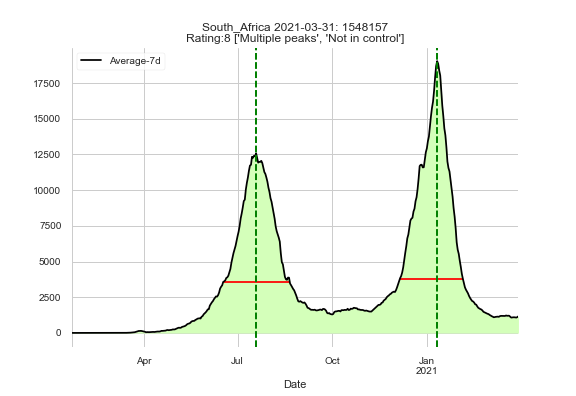 South_Africa 2021-03-31: 1548157
Rating:8 ['Multiple peaks', 'Not in control']
Average-7d
17500
15000
12500
10000
7500
5000
2500
0
Apr
Jul
Oct
Jan
2021
Date